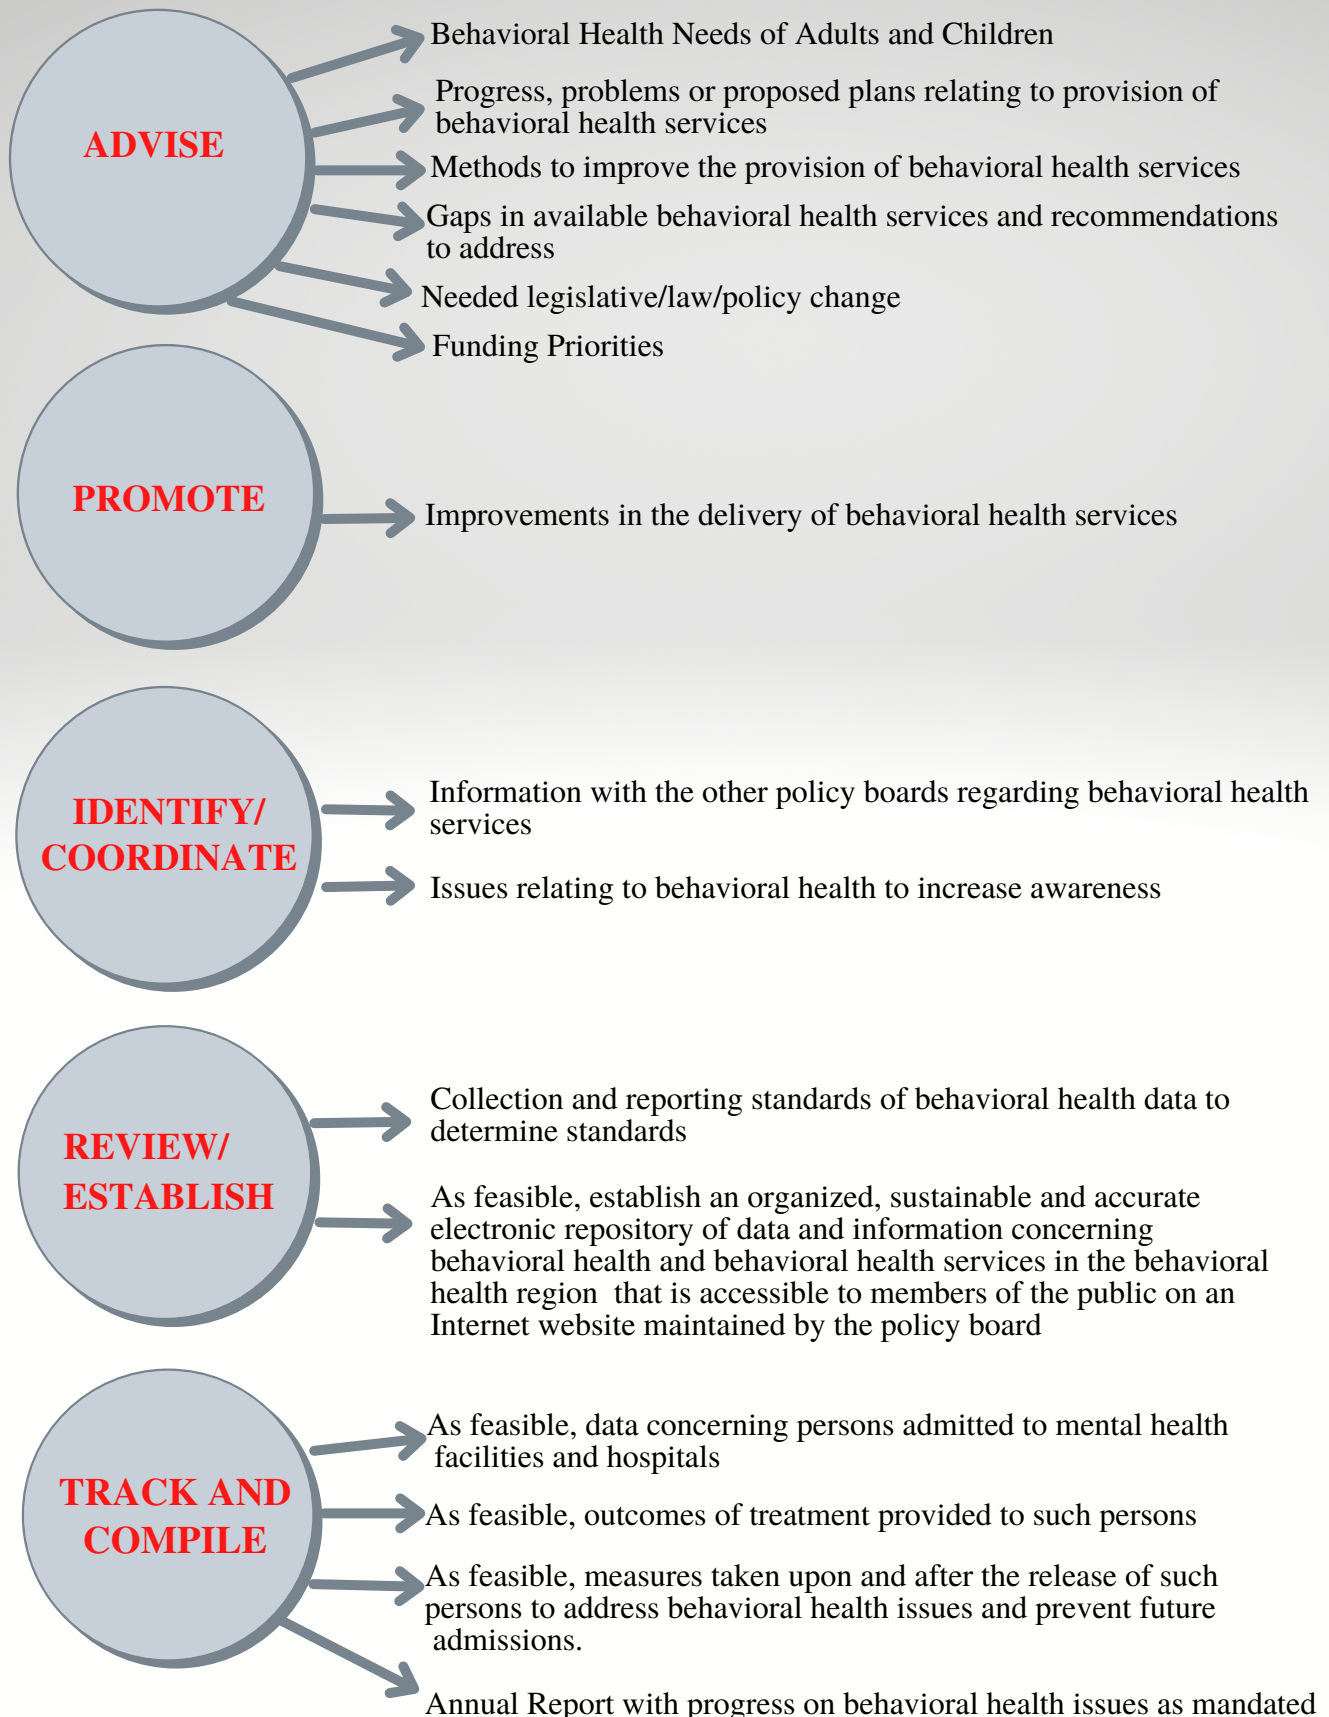 ADVISE
Behavioral Health Needs of Adults and Children
Progress, problems or proposed plans relating to provision of
behavioral health services
Methods to improve the provision of behavioral health services
Gaps in available behavioral health services and recommendations
to address
Needed legislative/law/policy change
Funding Priorities
PROMOTE
Improvements in the delivery of behavioral health services
IDENTIFY/
COORDINATE
Information with the other policy boards regarding behavioral health
services
Issues relating to behavioral health to increase awareness
REVIEW/
ESTABLISH
Collection and reporting standards of behavioral health data to
determine standards
As feasible, establish an organized, sustainable and accurate
electronic repository of data and information concerning
behavioral health and behavioral health services in the behavioral
health region  that is accessible to members of the public on an
Internet website maintained by the policy board
TRACK AND
COMPILE
As feasible, data concerning persons admitted to mental health
facilities and hospitals
As feasible, outcomes of treatment provided to such persons
As feasible, measures taken upon and after the release of such
persons to address behavioral health issues and prevent future
admissions.
Annual Report with progress on behavioral health issues as mandated